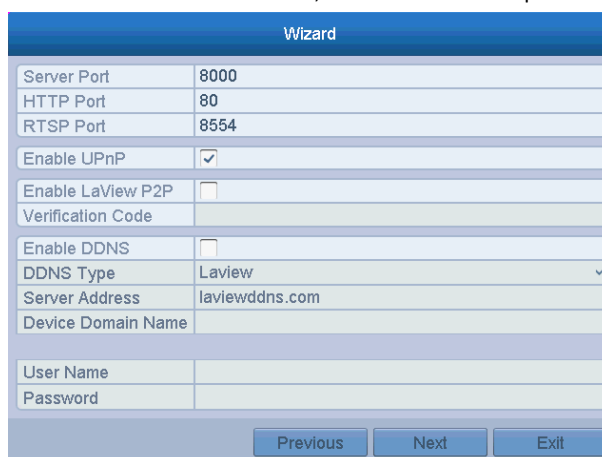 Wizard
Server Port 8000
HTTP Port 80
RTSP Port 8554
Enable UPnP
Enable LaView P2P
Verification Code
Enable DDNS
DDNS Type Laview
Server Address laviewddns.com
Device Domain Name
User Name
Password
Previous Next Exit